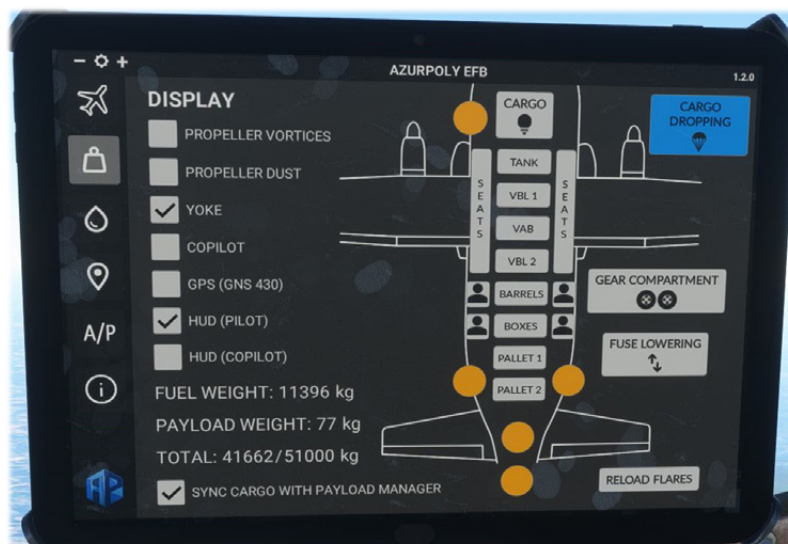 AZURPOLY EFB
1.2.0
DISPLAY
PROPELLER VORTICES
PROPELLER DUST
YOKE
COPILOT
GPS (GNS 430)
HUD (PILOT)
HUD (COPILOT)
FUEL WEIGHT: 11396 kg
PAYLOAD WEIGHT: 77 kg
TOTAL: 41662/51000 kg
SYNC CARGO WITH PAYLOAD MANAGER
A/P
CARGO
TANK
VBL 1
VAB
VBL 2
BARRELS
BOXES
PALLET 1
PALLET 2
SEATS
SEATS
CARGO
DROPPING
GEAR COMPARTMENT
FUSE LOWERING
RELOAD FLARES
AP